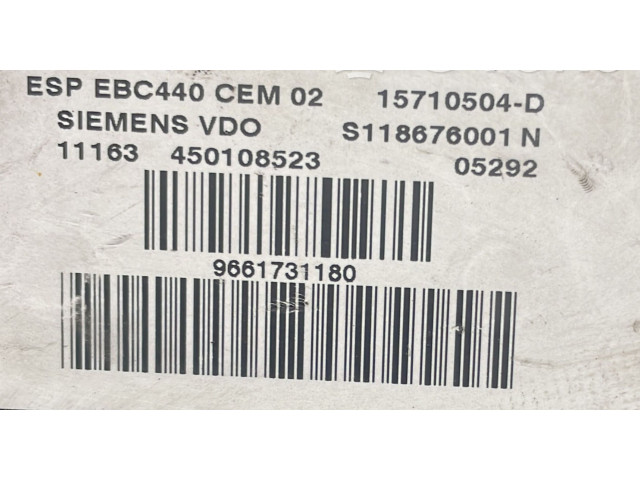 ESP EBC440 CEM 02 15710504-D
SIEMENS VDO S118676001 N
11163 450108523 05292
9661731180